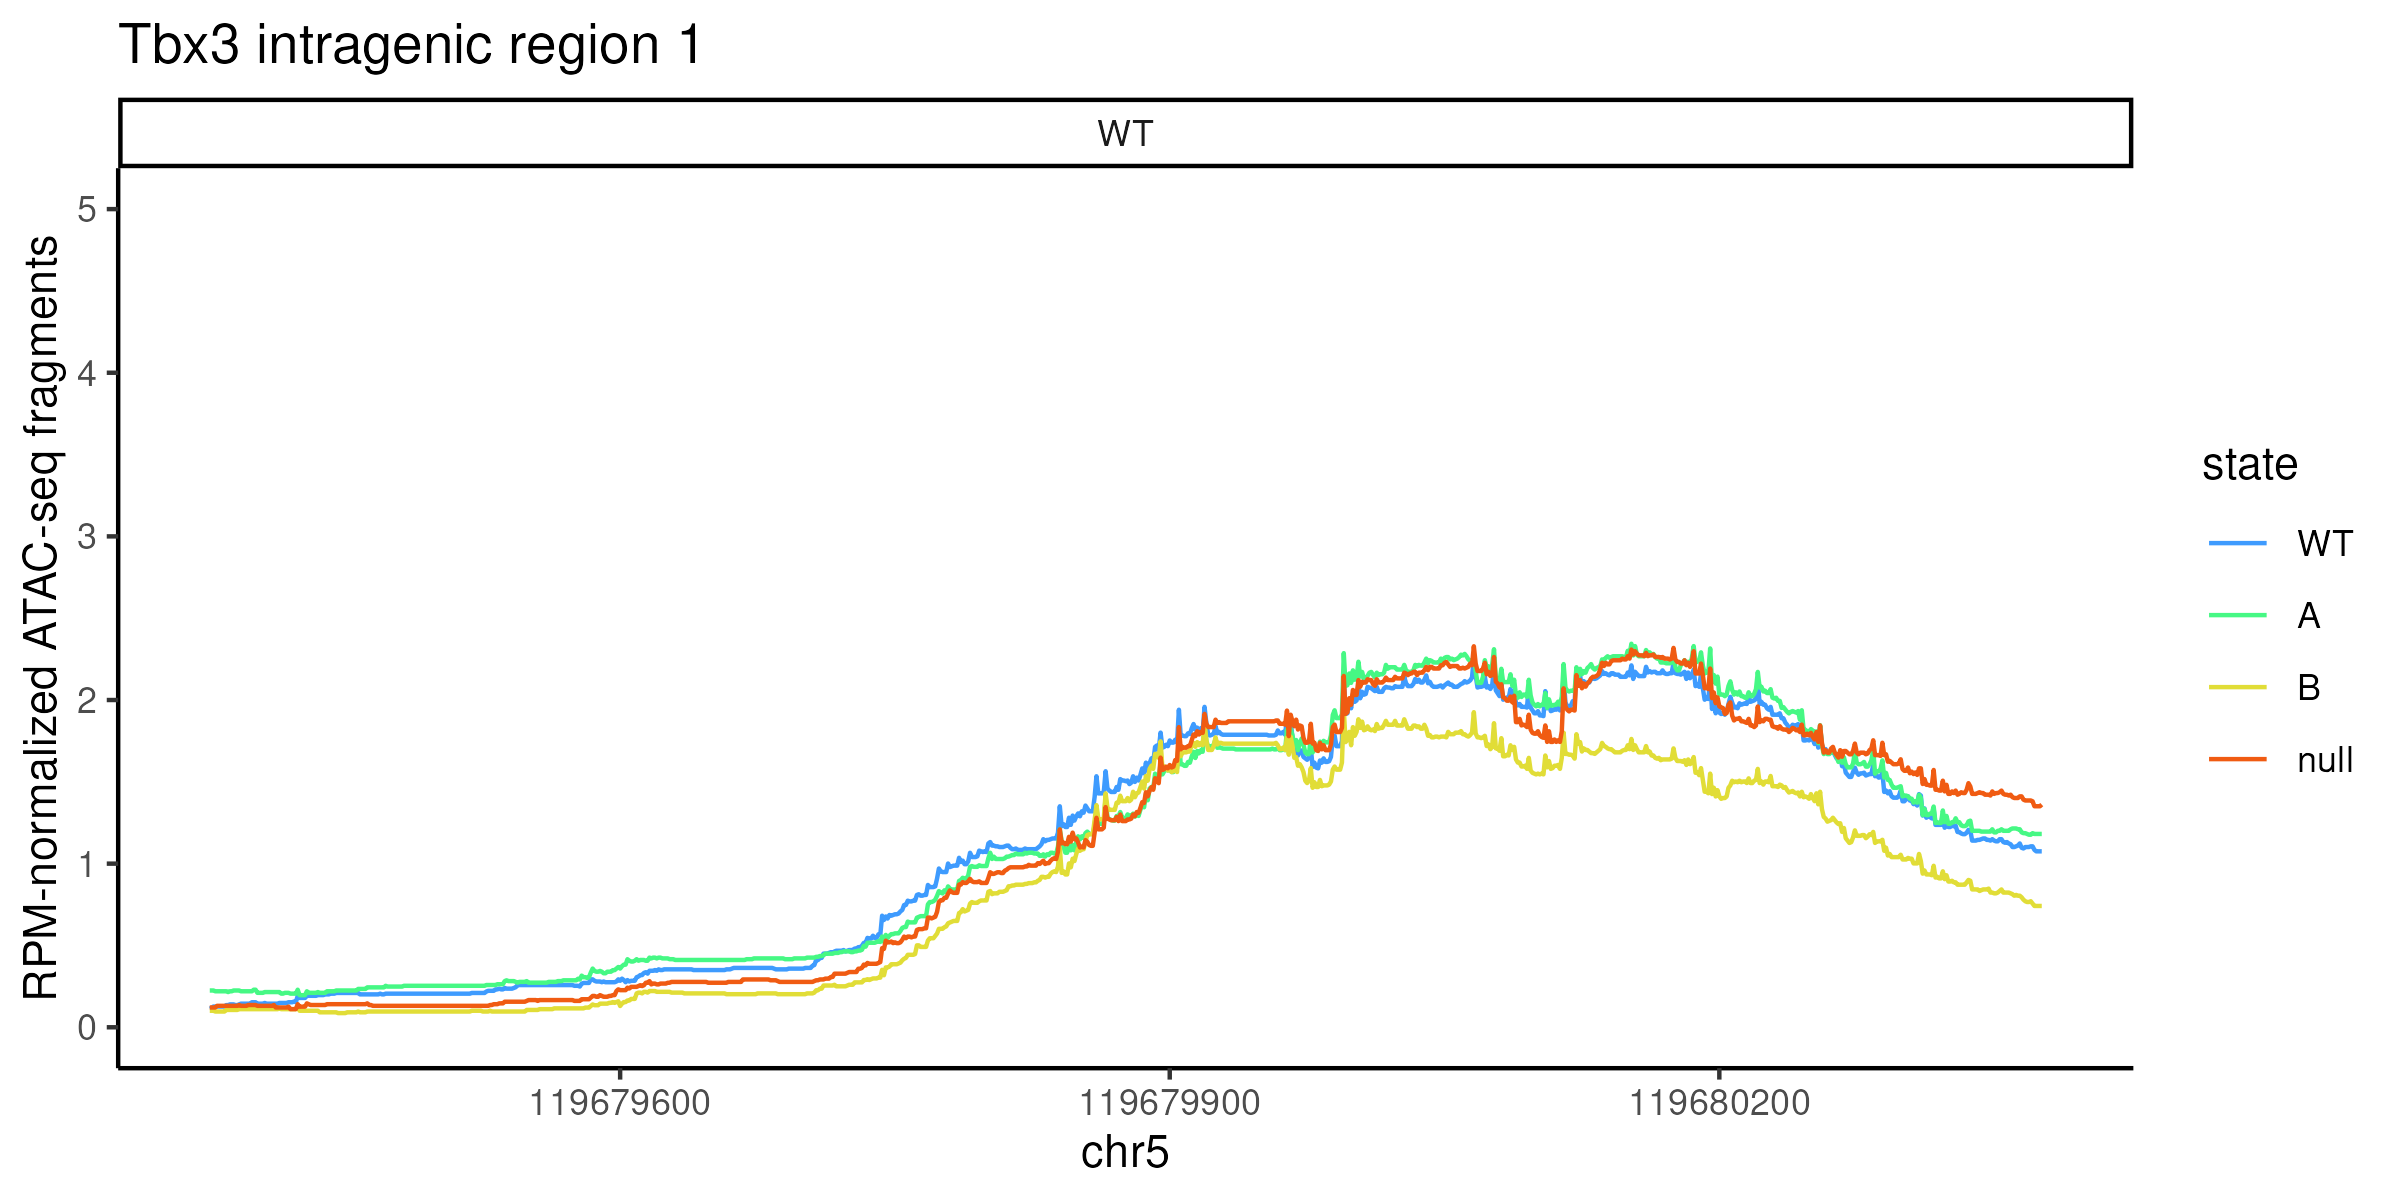 Tbx3 intragenic region 1
WT
RPM-normalized ATAC-seq fragments
5
4
3
2
1
0
119679600
119679900
119680200
chr5
state
WT
A
B
null